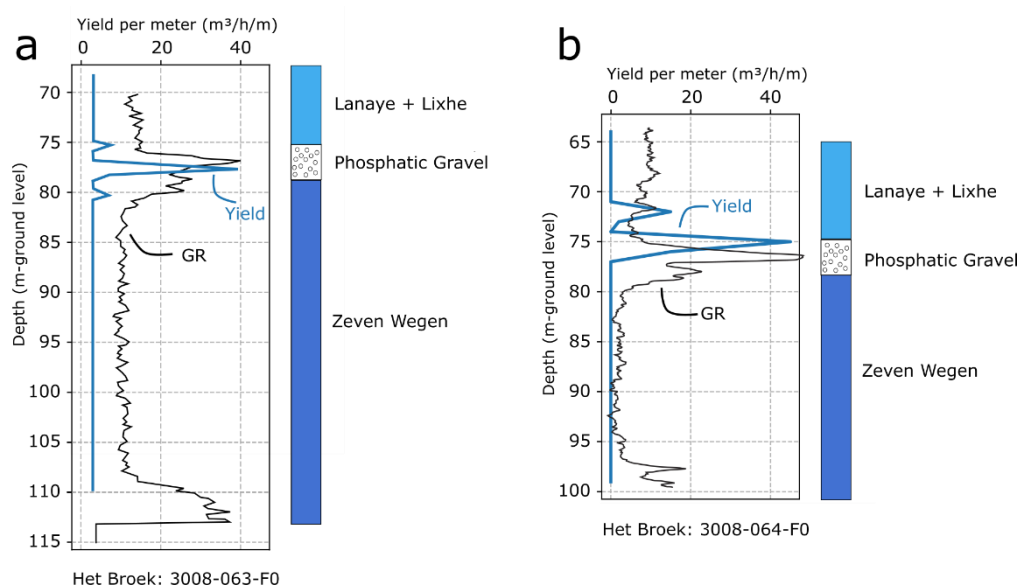 a
Yield per meter (m³/h/m)
0 20 40
Depth (m-ground level)
70
75
80
85
90
95
100
105
110
115
Yield
GR
Lanaye + Lixhe
Phosphatic Gravel
Zeven Wegen
Het Broek: 3008-063-F0
b
Yield per meter (m³/h/m)
0 20 40
Depth (m-ground level)
65
70
75
80
85
90
95
100
Yield
GR
Lanaye + Lixhe
Phosphatic Gravel
Zeven Wegen
Het Broek: 3008-064-F0